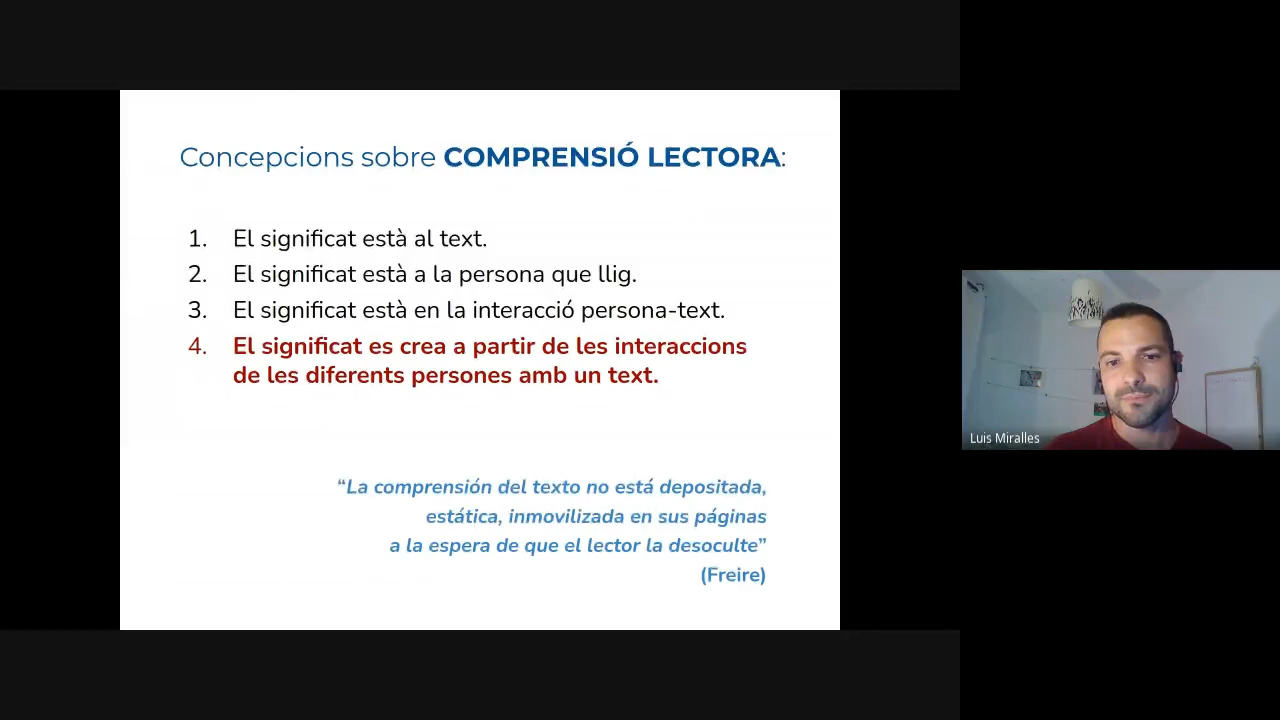 Concepcions sobre COMPRENSIÓ LECTORA:
1. El significat està al text.
2. El significat està a la persona que llig.
3. El significat està en la interacció persona-text.
4. El significat es crea a partir de les interaccions
de les diferents persones amb un text.
“La comprensión del texto no está depositada,
estática, inmovilizada en sus páginas
a la espera de que el lector la desoculte”
(Freire)
Luis Miralles